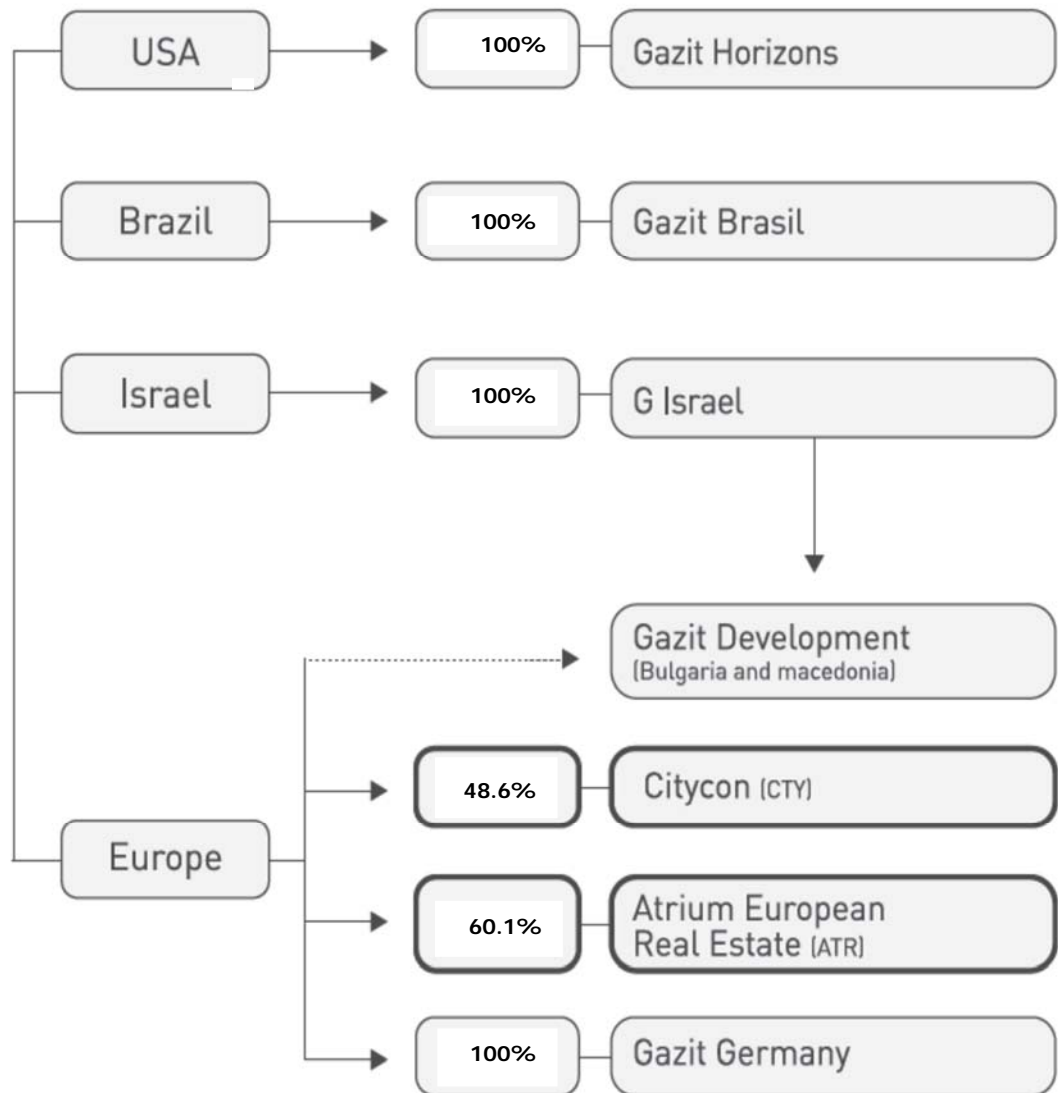 USA
100%
Gazit Horizons
Brazil
100%
Gazit Brasil
Israel
100%
G Israel
Gazit Development
(Bulgaria and macedonia)
48.6%
Citycon (CTY)
Europe
60.1%
Atrium European
Real Estate (ATR)
100%
Gazit Germany